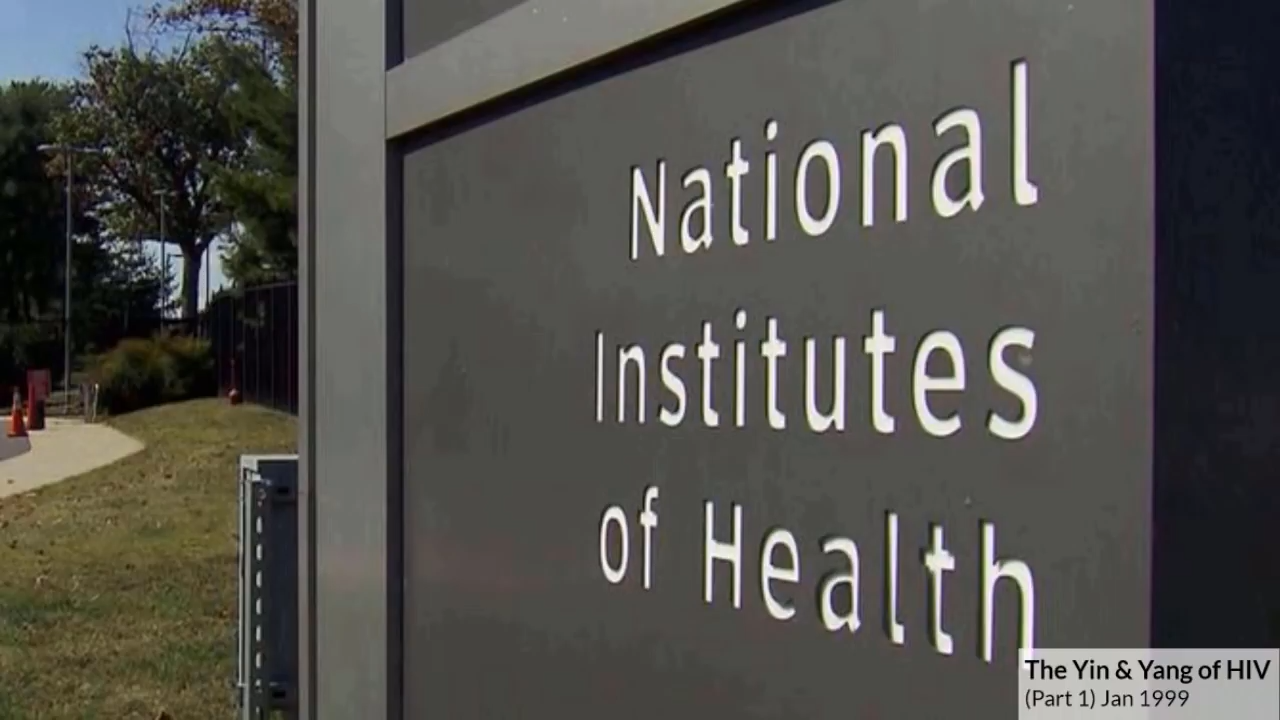 National
Institutes
of Health
The Yin & Yang of HIV
(Part 1) Jan 1999